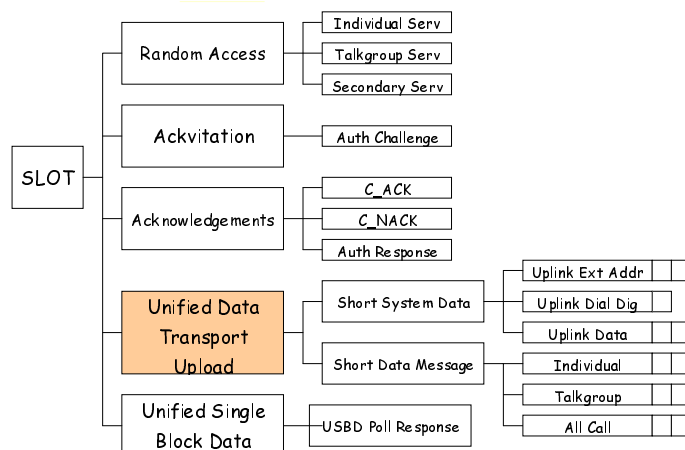 SLOT
Random Access
Individual Serv
Talkgroup Serv
Secondary Serv
Ackvitation
Auth Challenge
Acknowledgements
C_ACK
C_NACK
Auth Response
Unified Data
Transport
Upload
Short System Data
Uplink Ext Addr
Uplink Dial Dig
Uplink Data
Short Data Message
Individual
Talkgroup
All Call
Unified Single
Block Data
USBD Poll Response